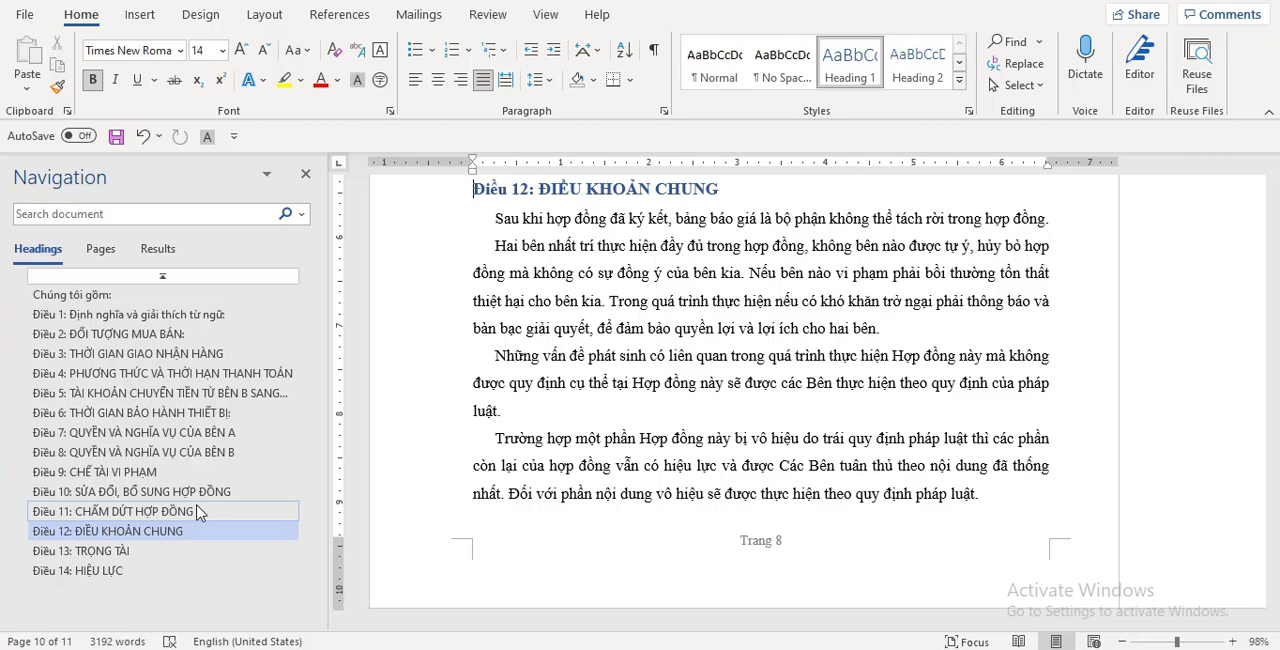 File Home Insert Design Layout References Mailings Review View Help Share Comments
Times New Roma 14 A A Aa
Paste B I U ab x₂ x² A A A
AaBbCcDc AaBbCcDc AaBbCc AaBbCcD
¶ Normal ¶ No Spac... Heading 1 Heading 2
Find
Replace
Select
Dictate
Editor
Reuse
Files
Clipboard Font Paragraph Styles Editing Voice Editor Reuse Files
AutoSave Off A
Navigation
Search document
Headings Pages Results
Chúng tôi gồm:
Điều 1: Định nghĩa và giải thích từ ngữ:
Điều 2: ĐỐI TƯỢNG MUA BÁN:
Điều 3: THỜI GIAN GIAO NHẬN HÀNG
Điều 4: PHƯƠNG THỨC VÀ THỜI HẠN THANH TOÁN
Điều 5: TÀI KHOẢN CHUYỂN TIỀN TỪ BÊN B SANG...
Điều 6: THỜI GIAN BẢO HÀNH THIẾT BỊ:
Điều 7: QUYỀN VÀ NGHĨA VỤ CỦA BÊN A
Điều 8: QUYỀN VÀ NGHĨA VỤ CỦA BÊN B
Điều 9: CHẾ TÀI VI PHẠM
Điều 10: SỬA ĐỔI, BỔ SUNG HỢP ĐỒNG
Điều 11: CHẤM DỨT HỢP ĐỒNG
Điều 12: ĐIỀU KHOẢN CHUNG
Điều 13: TRỌNG TÀI
Điều 14: HIỆU LỰC
1 1 2 3 4 5 6 7
6
7
8
9
10
Điều 12: ĐIỀU KHOẢN CHUNG
Sau khi hợp đồng đã ký kết, bảng báo giá là bộ phận không thể tách rời trong hợp đồng.
Hai bên nhất trí thực hiện đầy đủ trong hợp đồng, không bên nào được tự ý, hủy bỏ hợp
đồng mà không có sự đồng ý của bên kia. Nếu bên nào vi phạm phải bồi thường tổn thất
thiệt hại cho bên kia. Trong quá trình thực hiện nếu có khó khăn trở ngại phải thông báo và
bàn bạc giải quyết, để đảm bảo quyền lợi và lợi ích cho hai bên.
Những vấn đề phát sinh có liên quan trong quá trình thực hiện Hợp đồng này mà không
được quy định cụ thể tại Hợp đồng này sẽ được các Bên thực hiện theo quy định của pháp
luật.
Trường hợp một phần Hợp đồng này bị vô hiệu do trái quy định pháp luật thì các phần
còn lại của hợp đồng vẫn có hiệu lực và được Các Bên tuân thủ theo nội dung đã thống
nhất. Đối với phần nội dung vô hiệu sẽ được thực hiện theo quy định pháp luật.
Trang 8
Activate Windows
Go to Settings to activate Windows.
Page 10 of 11 3192 words English (United States) Focus 98%